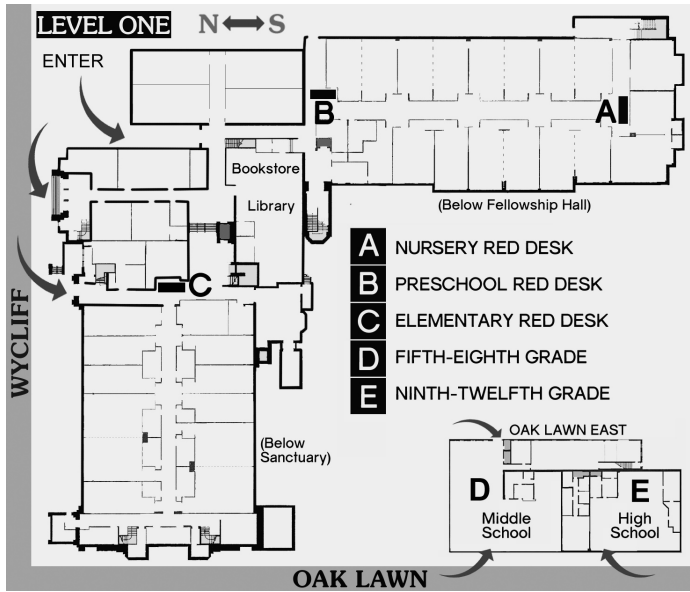 LEVEL ONE
N S
ENTER
B
A
Bookstore
Library
(Below Fellowship Hall)
C
A NURSERY RED DESK
B PRESCHOOL RED DESK
C ELEMENTARY RED DESK
D FIFTH-EIGHTH GRADE
E NINTH-TWELFTH GRADE
WYCLIFF
(Below
Sanctuary)
OAK LAWN EAST
D
Middle
School
E
High
School
OAK LAWN